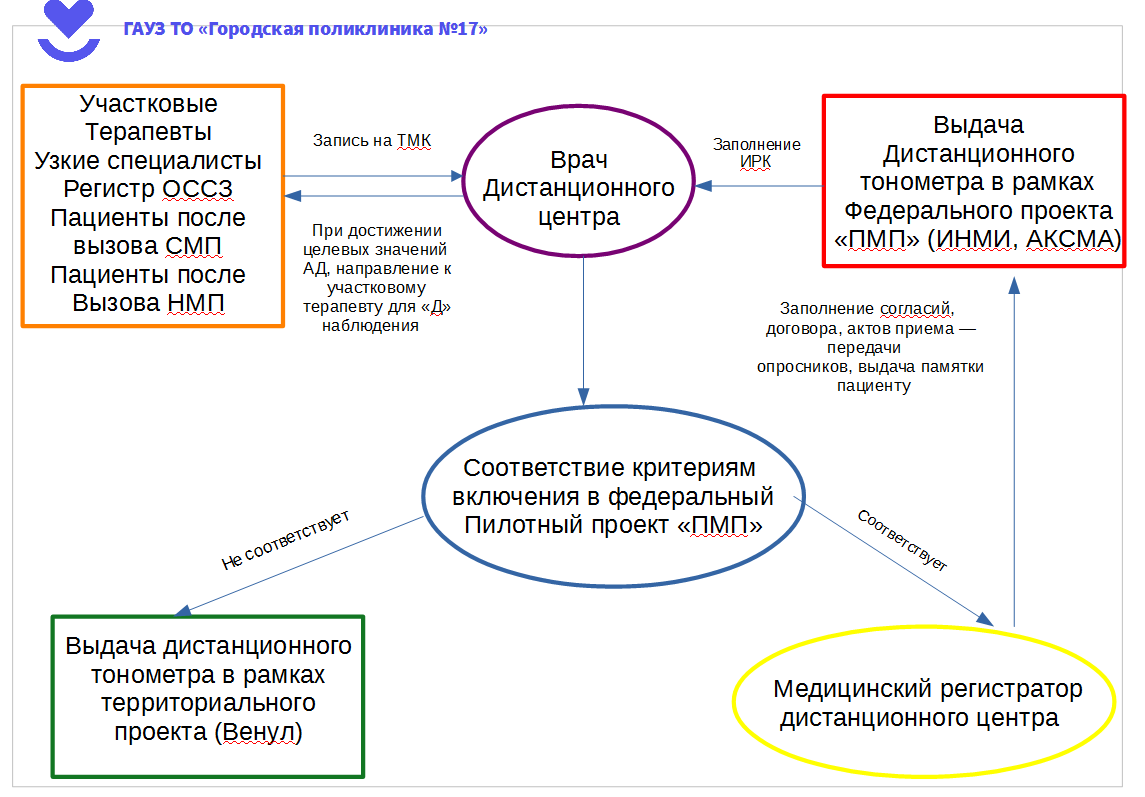 ГАУЗ ТО «Городская поликлиника №17»
Участковые
Терапевты
Узкие специалисты
Регистр ОССЗ
Пациенты после
вызова СМП
Пациенты после
Вызова НМП
Запись на ТМК
При достижении
целевых значений
АД, направление к
участковому
терапевту для «Д»
наблюдения
Врач
Дистанционного
центра
Заполнение
ИРК
Выдача
Дистанционного
тонометра в рамках
Федерального проекта
«ПМП» (ИНМИ, АКСМА)
Заполнение согласий,
договора, актов приема —
передачи
опросников, выдача памятки
пациенту
Соответствие критериям
включения в федеральный
Пилотный проект «ПМП»
Не соответствует
Соответствует
Выдача дистанционного
тонометра в рамках
территориального
проекта (Венул)
Медицинский регистратор
дистанционного центра